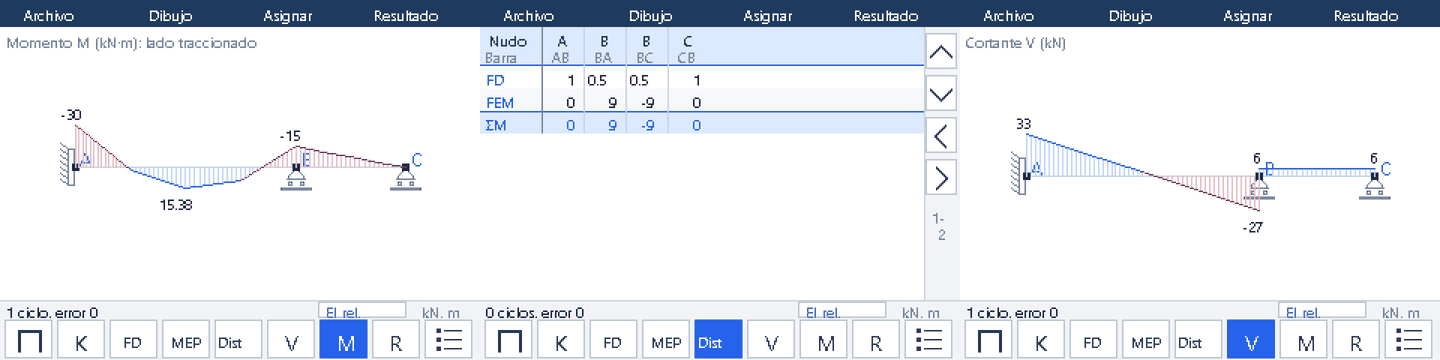 Archivo Dibujo Asignar Resultado
Momento M (kN·m): lado traccionado
-30
A
-15
B
C
15.38
1 ciclo. error 0
El rel.
kN. m
K FD MEP Dist V M R
Archivo Dibujo Asignar Resultado
Nudo A B B C
Barra AB BA BC CB
FD 1 0.5 0.5 1
FEM 0 9 -9 0
ΣM 0 9 -9 0
1-
2
0 ciclos. error 0
El rel.
kN. m
K FD MEP Dist V M R
Archivo Dibujo Asignar Resultado
Cortante V (kN)
33
A
6
B
6
C
-27
1 ciclo. error 0
El rel.
kN. m
K FD MEP Dist V M R